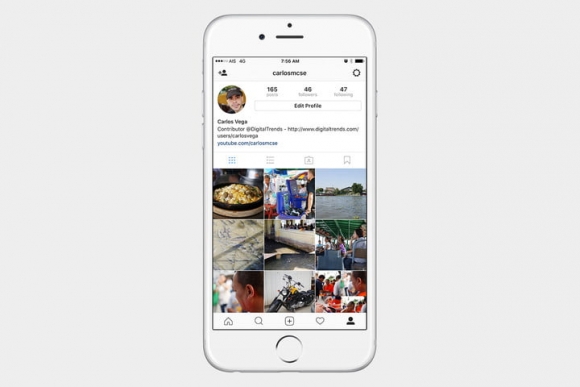 AIS 4G 7:56 AM
carlosmcse
165 46 47
posts followers following
Edit Profile
Carlos Vega
Contributor @DigitalTrends - http://www.digitaltrends.com/
users/carlosvega
youtube.com/carlosmcse